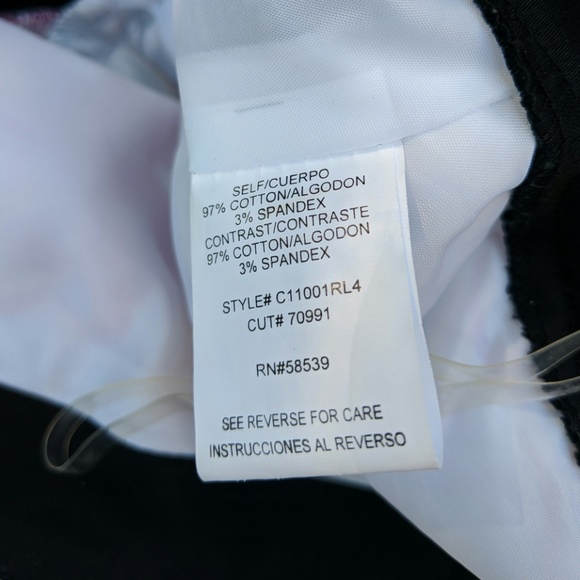 SELF/CUERPO
97% COTTON/ALGODON
3% SPANDEX
CONTRAST/CONTRASTE
97% COTTON/ALGODON
3% SPANDEX
STYLE# C11001RL4
CUT# 70991
RN#58539
SEE REVERSE FOR CARE
INSTRUCCIONES AL REVERSO